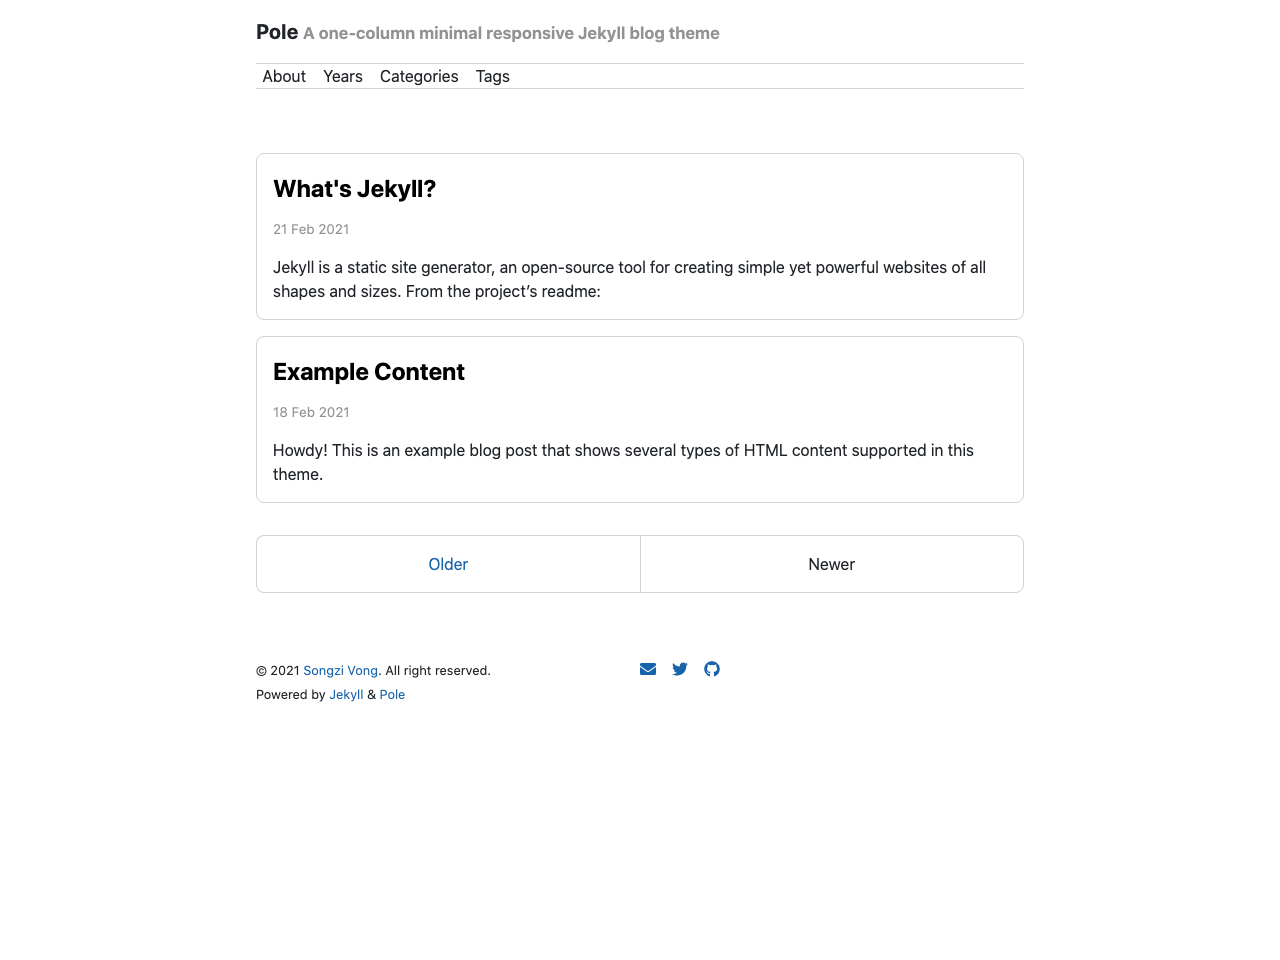 Pole A one-column minimal responsive Jekyll blog theme
About Years Categories Tags
What's Jekyll?
21 Feb 2021
Jekyll is a static site generator, an open-source tool for creating simple yet powerful websites of all
shapes and sizes. From the project’s readme:
Example Content
18 Feb 2021
Howdy! This is an example blog post that shows several types of HTML content supported in this
theme.
Older Newer
© 2021 Songzi Vong. All right reserved.
Powered by Jekyll & Pole